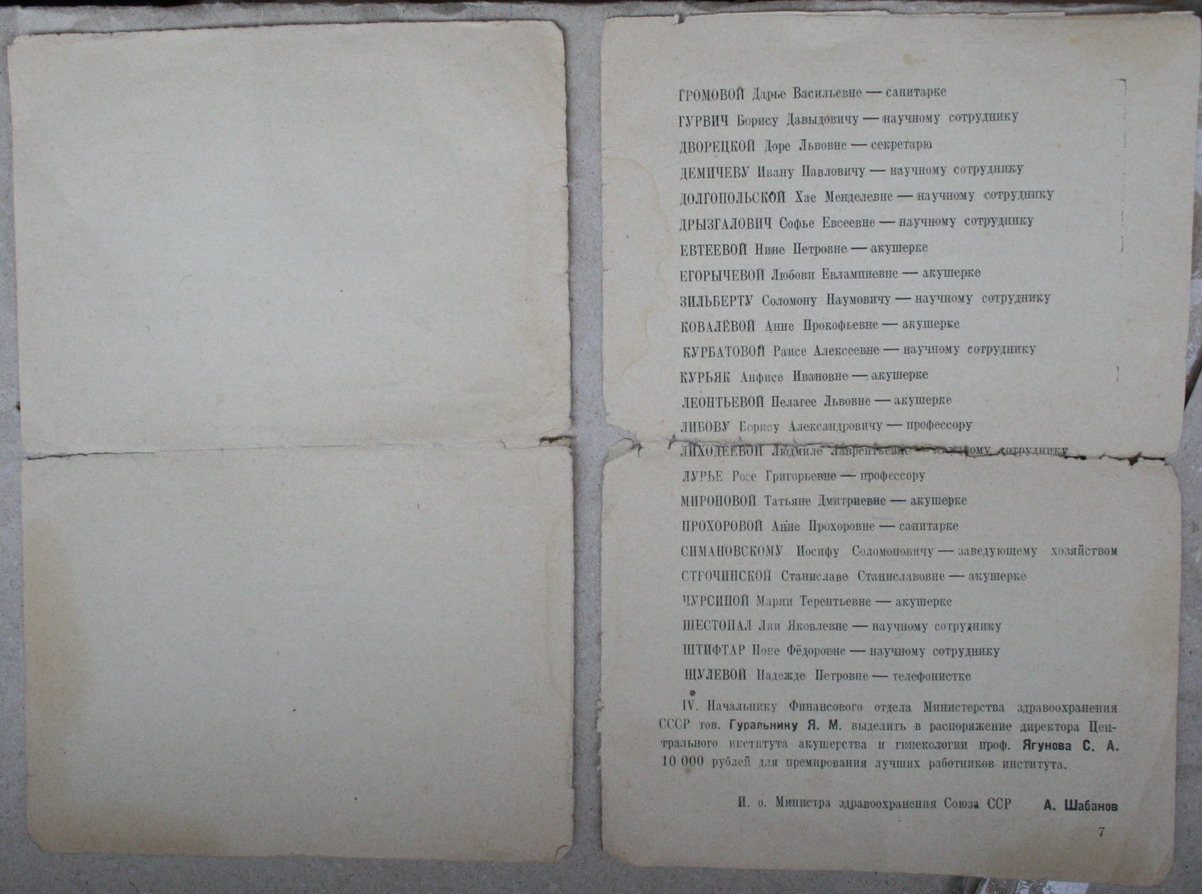 ГРОМОВОЙ Дарье Васильевне — санитарке
ГУРВИЧ Борису Давыдовичу — научному сотруднику
ДВОРЕЦКОЙ Доре Львовне — секретарю
ДЕМИЧЕВУ Ивану Павловичу — научному сотруднику
ДОЛГОПОЛЬСКОЙ Хае Менделевне — научному сотруднику
ДРЫЗГАЛОВИЧ Софье Евсеевне — научному сотруднику
ЕВТЕЕВОЙ Нине Петровне — акушерке
ЕГОРЫЧЕВОЙ Любови Евлампиевне — акушерке
ЗИЛЬБЕРТУ Соломону Наумовичу — научному сотруднику
КОВАЛЁВОЙ Анне Прокофьевне — акушерке
КУРБАТОВОЙ Раисе Алексеевне — научному сотруднику
КУРЬЯК Анфисе Ивановне — акушерке
ЛЕОНТЬЕВОЙ Пелагее Львовне — акушерке
ЛИБОВУ Борису Александровичу — профессору
ЛИХОДЕЕВОЙ Людмиле Лаврентьевне — научному сотруднику
ЛУРЬЕ Розе Григорьевне — профессору
МИРОНОВОЙ Татьяне Дмитриевне — акушерке
ПРОХОРОВОЙ Анне Прохоровне — санитарке
СИМАНОВСКОМУ Иосифу Соломоновичу — заведующему хозяйством
СТРОЧИНСКОЙ Станиславе Станиславовне — акушерке
ЧУРСИНОЙ Марии Терентьевне — акушерке
ШЕСТОПАЛ Лии Яковлевне — научному сотруднику
ШТИФТАР Фёдоровне — научному сотруднику
ЩУЛЕВОЙ Надежде Петровне — телефонистке
IV. Начальнику Финансового отдела Министерства здравоохранения
СССР тов. Гуральнику Я. М. выделить в распоряжение директора Цен-
трального института акушерства и гинекологии проф. Ягунова С. А.
10 000 рублей для премирования лучших работников института.
И. о. Министра здравоохранения Союза ССР А. Шабанов
7